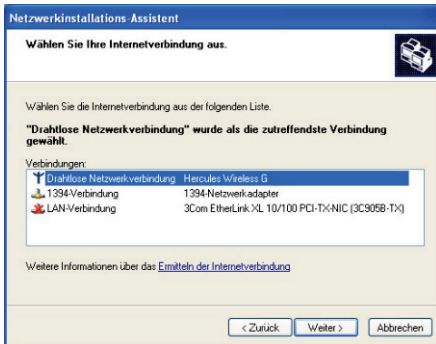 Netzwerkinstallations-Assistent
Wählen Sie Ihre Internetverbindung aus.
Wählen Sie die Internetverbindung aus der folgenden Liste.
"Drahtlose Netzwerkverbindung" wurde als die zutreffendste Verbindung
gewählt.
Verbindungen:
Drahtlose Netzwerkverbindung Hercules Wireless G
1394-Verbindung 1394-Netzwerkadapter
LAN-Verbindung 3Com EtherLink XL 10/100 PCI-TX-NIC (3C905B-TX)
Weitere Informationen über das Ermitteln der Internetverbindung
< Zurück Weiter > Abbrechen